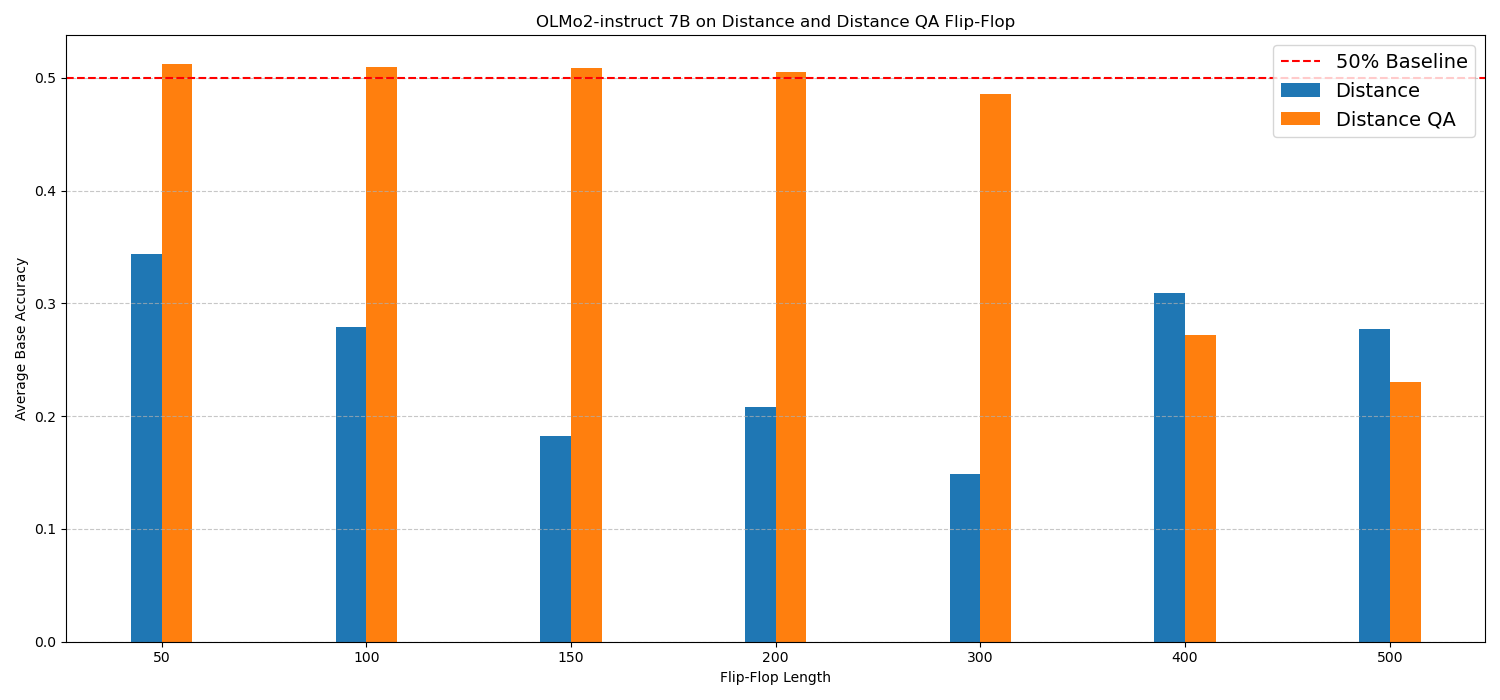 OLMo2-instruct 7B on Distance and Distance QA Flip-Flop
50% Baseline
Distance
Distance QA
Average Base Accuracy
0.5
0.4
0.3
0.2
0.1
0.0
50 100 150 200 300 400 500
Flip-Flop Length